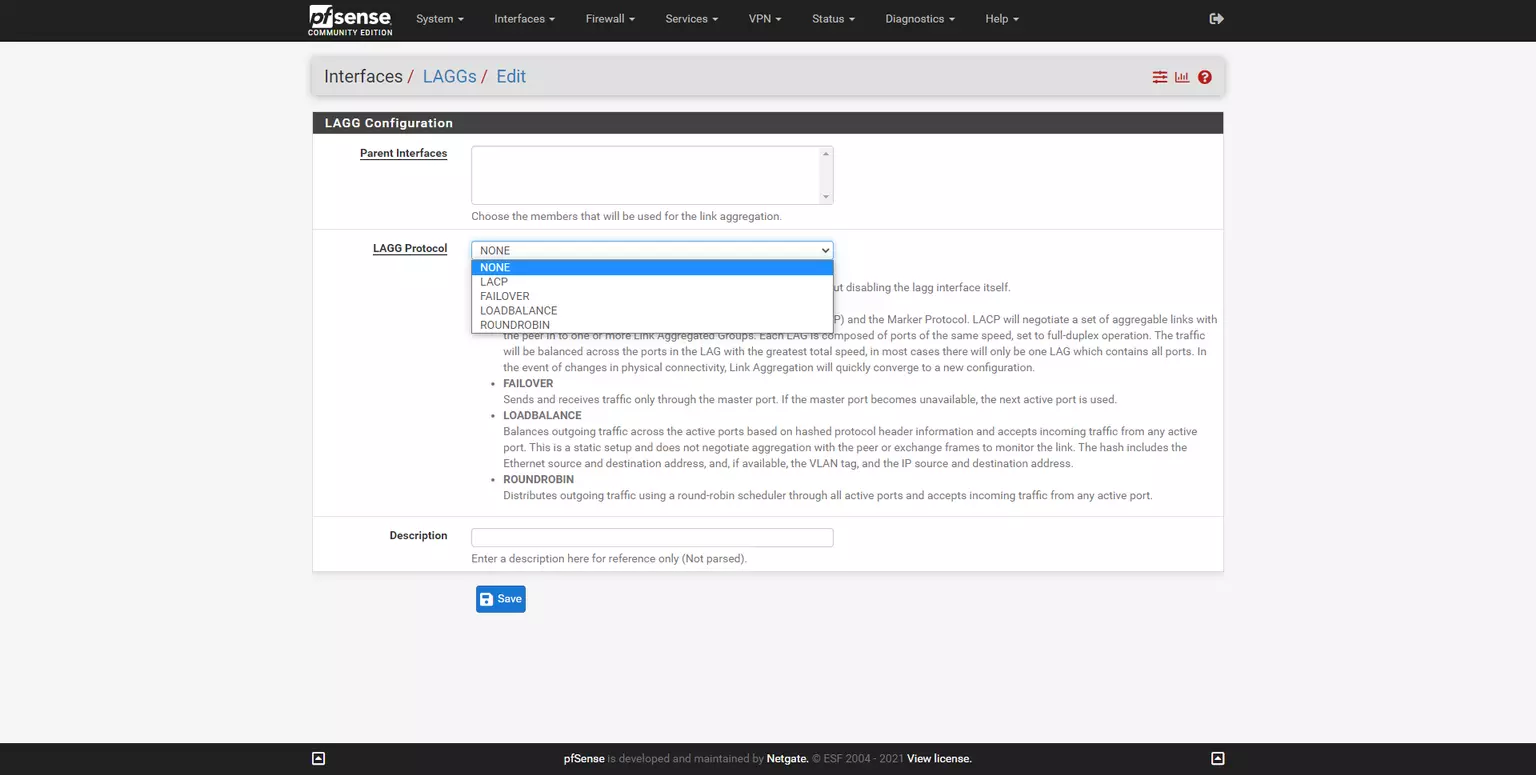 pfsense
COMMUNITY EDITION
System
Interfaces
Firewall
Services
VPN
Status
Diagnostics
Help
Interfaces / LAGGs / Edit
LAGG Configuration
Parent Interfaces
Choose the members that will be used for the link aggregation.
LAGG Protocol
NONE
NONE
LACP
FAILOVER
LOADBALANCE
ROUNDROBIN
disabling the lagg interface itself.
and the Marker Protocol. LACP will negotiate a set of aggregable links with
the peer in to one or more Link Aggregated Groups. Each LAG is composed of ports of the same speed, set to full-duplex operation. The traffic
will be balanced across the ports in the LAG with the greatest total speed, in most cases there will only be one LAG which contains all ports. In
the event of changes in physical connectivity, Link Aggregation will quickly converge to a new configuration.
• FAILOVER
Sends and receives traffic only through the master port. If the master port becomes unavailable, the next active port is used.
• LOADBALANCE
Balances outgoing traffic across the active ports based on hashed protocol header information and accepts incoming traffic from any active
port. This is a static setup and does not negotiate aggregation with the peer or exchange frames to monitor the link. The hash includes the
Ethernet source and destination address, and, if available, the VLAN tag, and the IP source and destination address.
• ROUNDROBIN
Distributes outgoing traffic using a round-robin scheduler through all active ports and accepts incoming traffic from any active port.
Description
Enter a description here for reference only (Not parsed).
Save
pfSense is developed and maintained by Netgate. © ESF 2004 - 2021 View license.